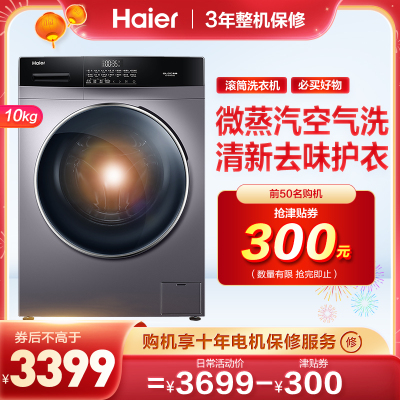 Haier 3年整机保修
滚筒洗衣机 必买好物
Haier
10kg
微蒸汽空气洗
清新去味护衣
前50名购机
抢津贴券
300元
(数量有限 抢完即止)
券后不高于
¥3399
购机享十年电机保修服务 修
日常活动价 津贴券
=¥3699-¥300